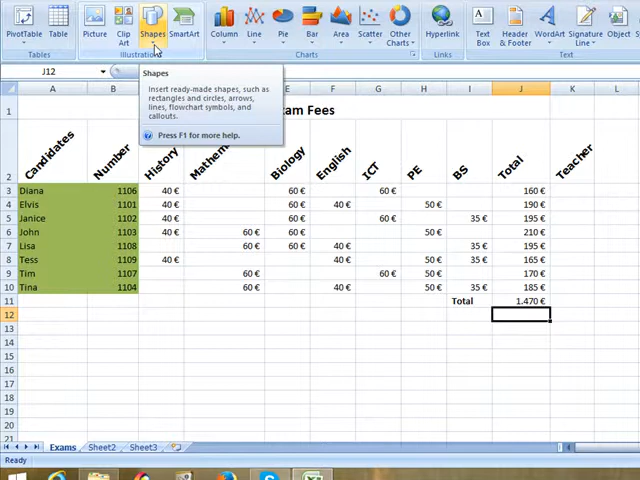 PivotTable Table Picture Clip Art Shapes SmartArt Column Line Pie Bar Area Scatter Other Charts Hyperlink Text Box Header & Footer WordArt Signature Line Object
Tables Charts Links Text
J12
Shapes
Insert ready-made shapes, such as
rectangles and circles, arrows,
lines, flowchart symbols, and
callouts.
Press F1 for more help.
A B E F G H I J K L
1 Exam Fees
2 Candidates Number History Biology English ICT PE BS Total Teacher
3 Diana 1106 40 € 60 € 60 € 160 €
4 Elvis 1101 40 € 60 € 40 € 50 € 190 €
5 Janice 1102 40 € 60 € 60 € 35 € 195 €
6 John 1103 40 € 60 € 60 € 50 € 210 €
7 Lisa 1108 60 € 60 € 40 € 35 € 195 €
8 Tess 1109 40 € 40 € 50 € 35 € 165 €
9 Tim 1107 60 € 60 € 50 € 170 €
10 Tina 1104 60 € 40 € 50 € 35 € 185 €
11 Total 1.470 €
12
13
14
15
16
17
18
19
20
21
Exams Sheet2 Sheet3
Ready